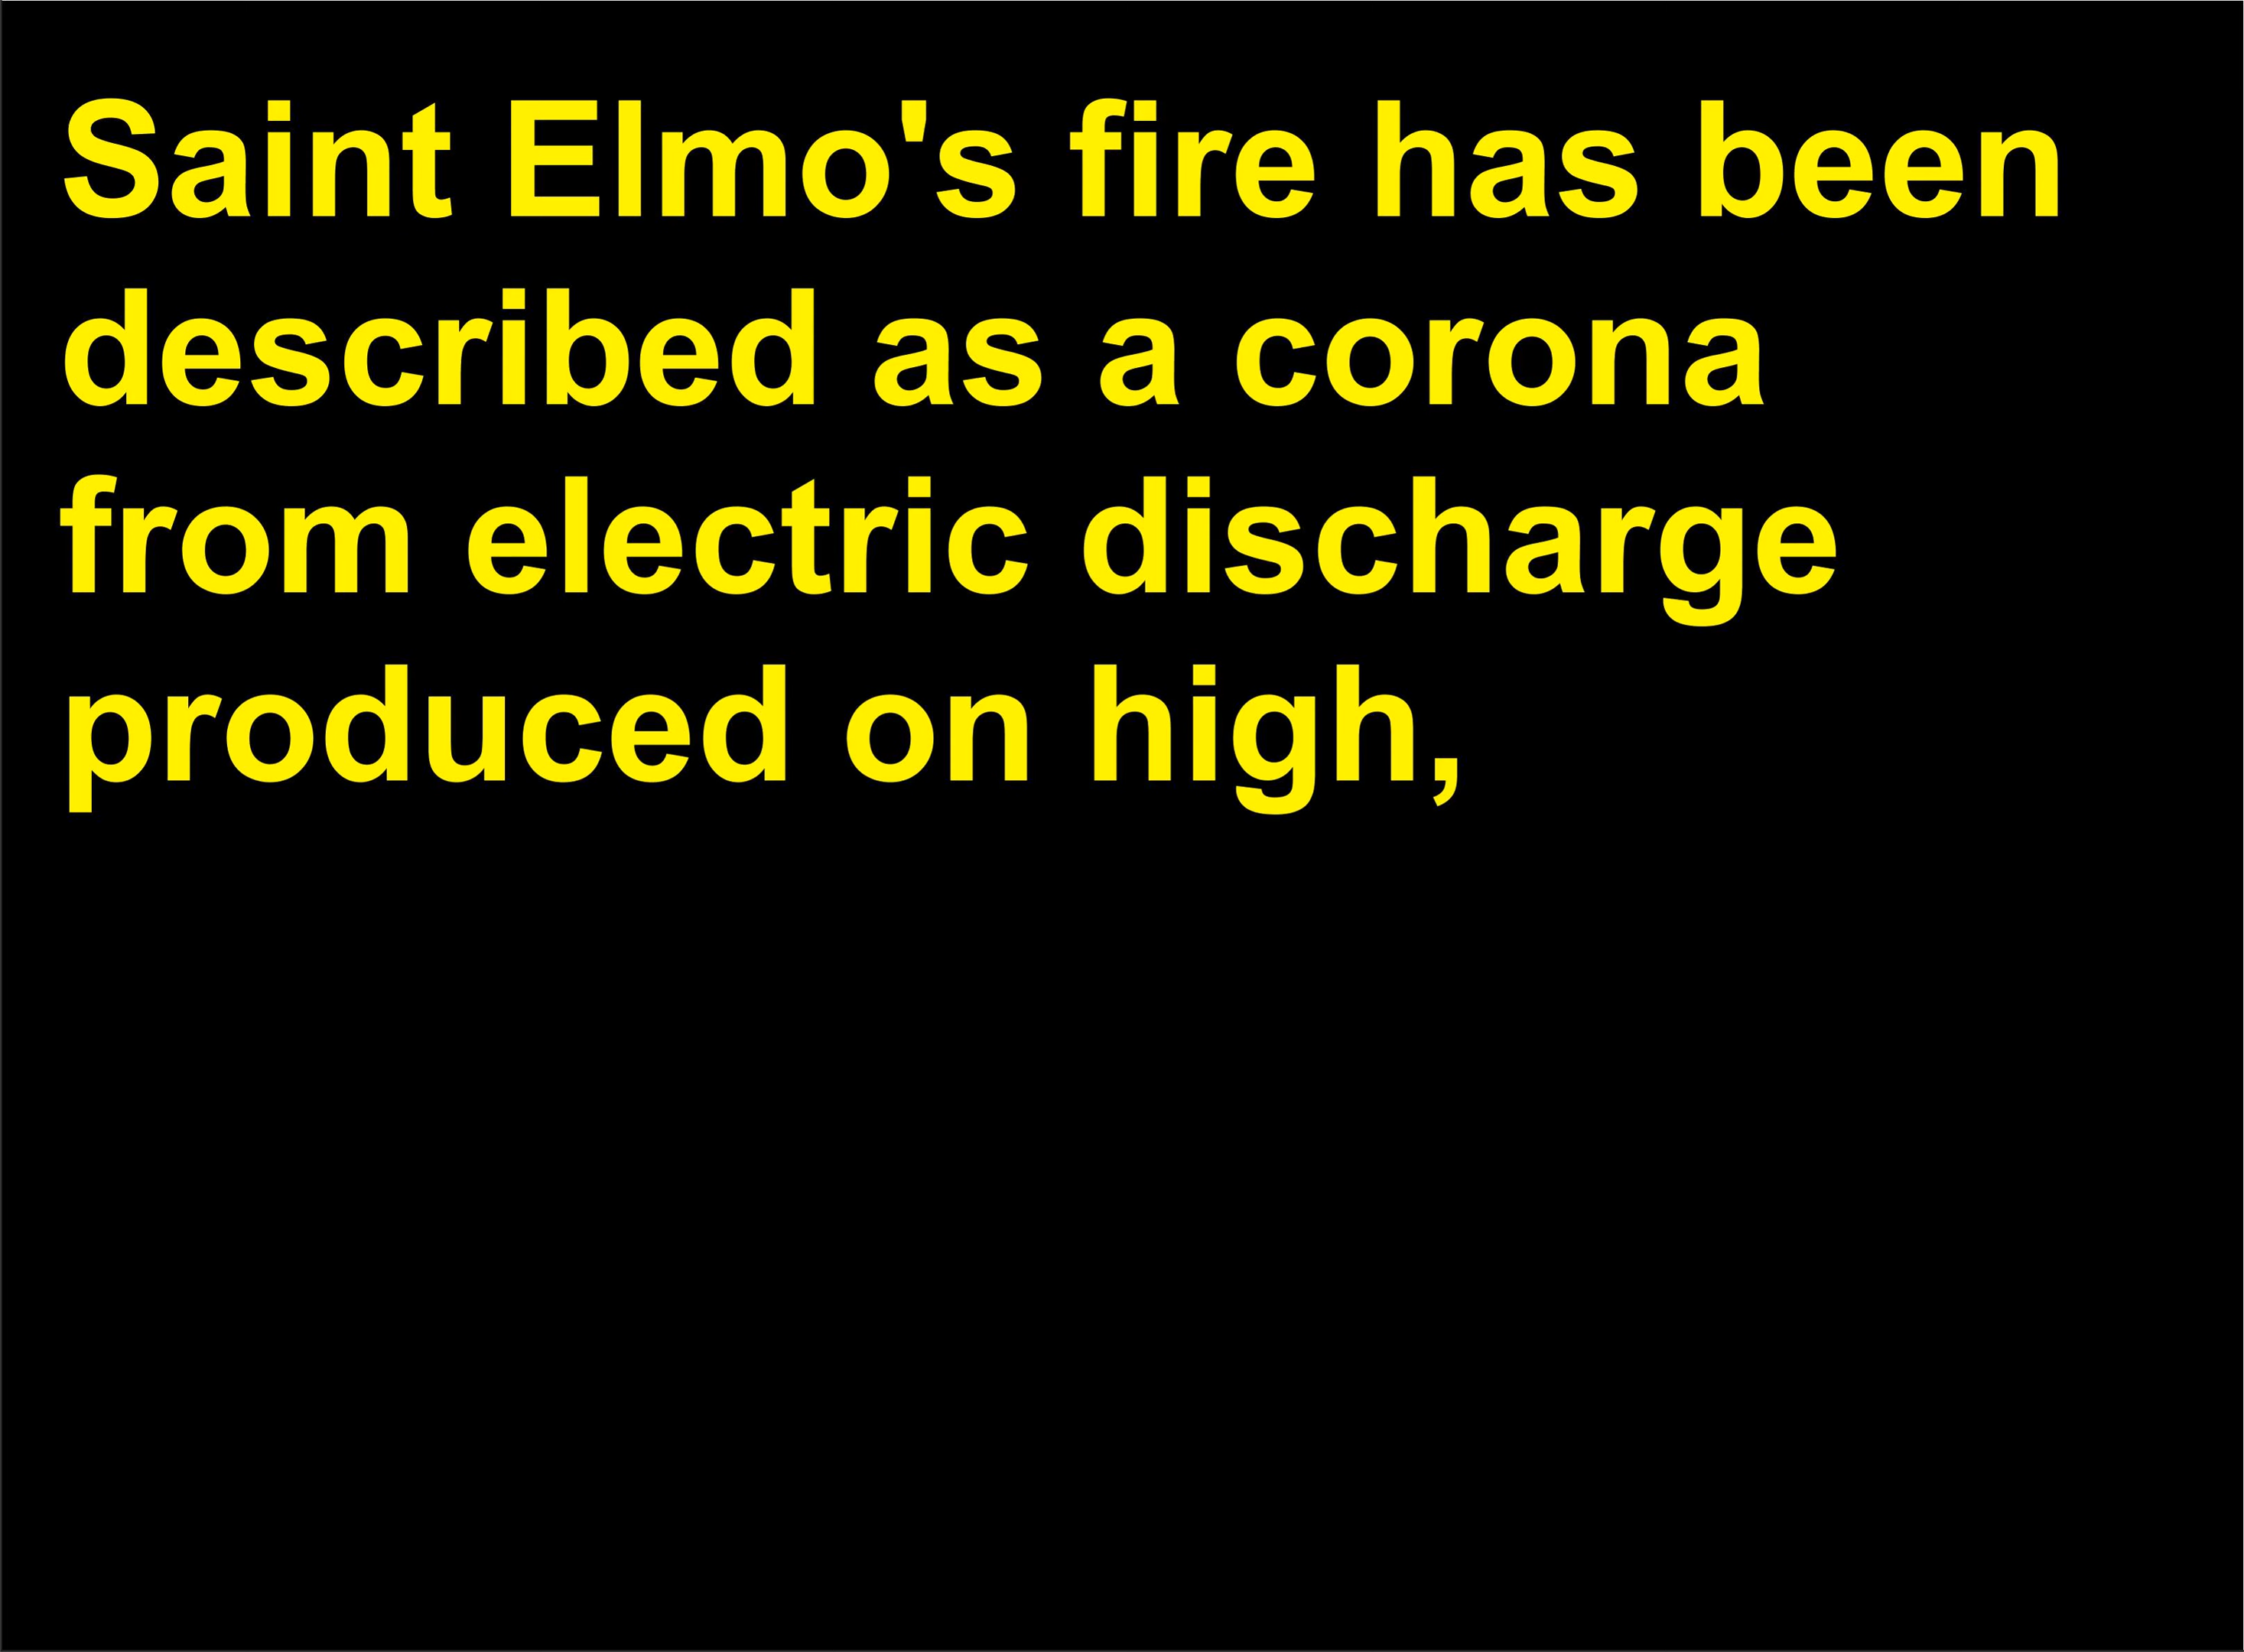 Saint Elmo's fire has been
described as a corona
from electric discharge
produced on high,